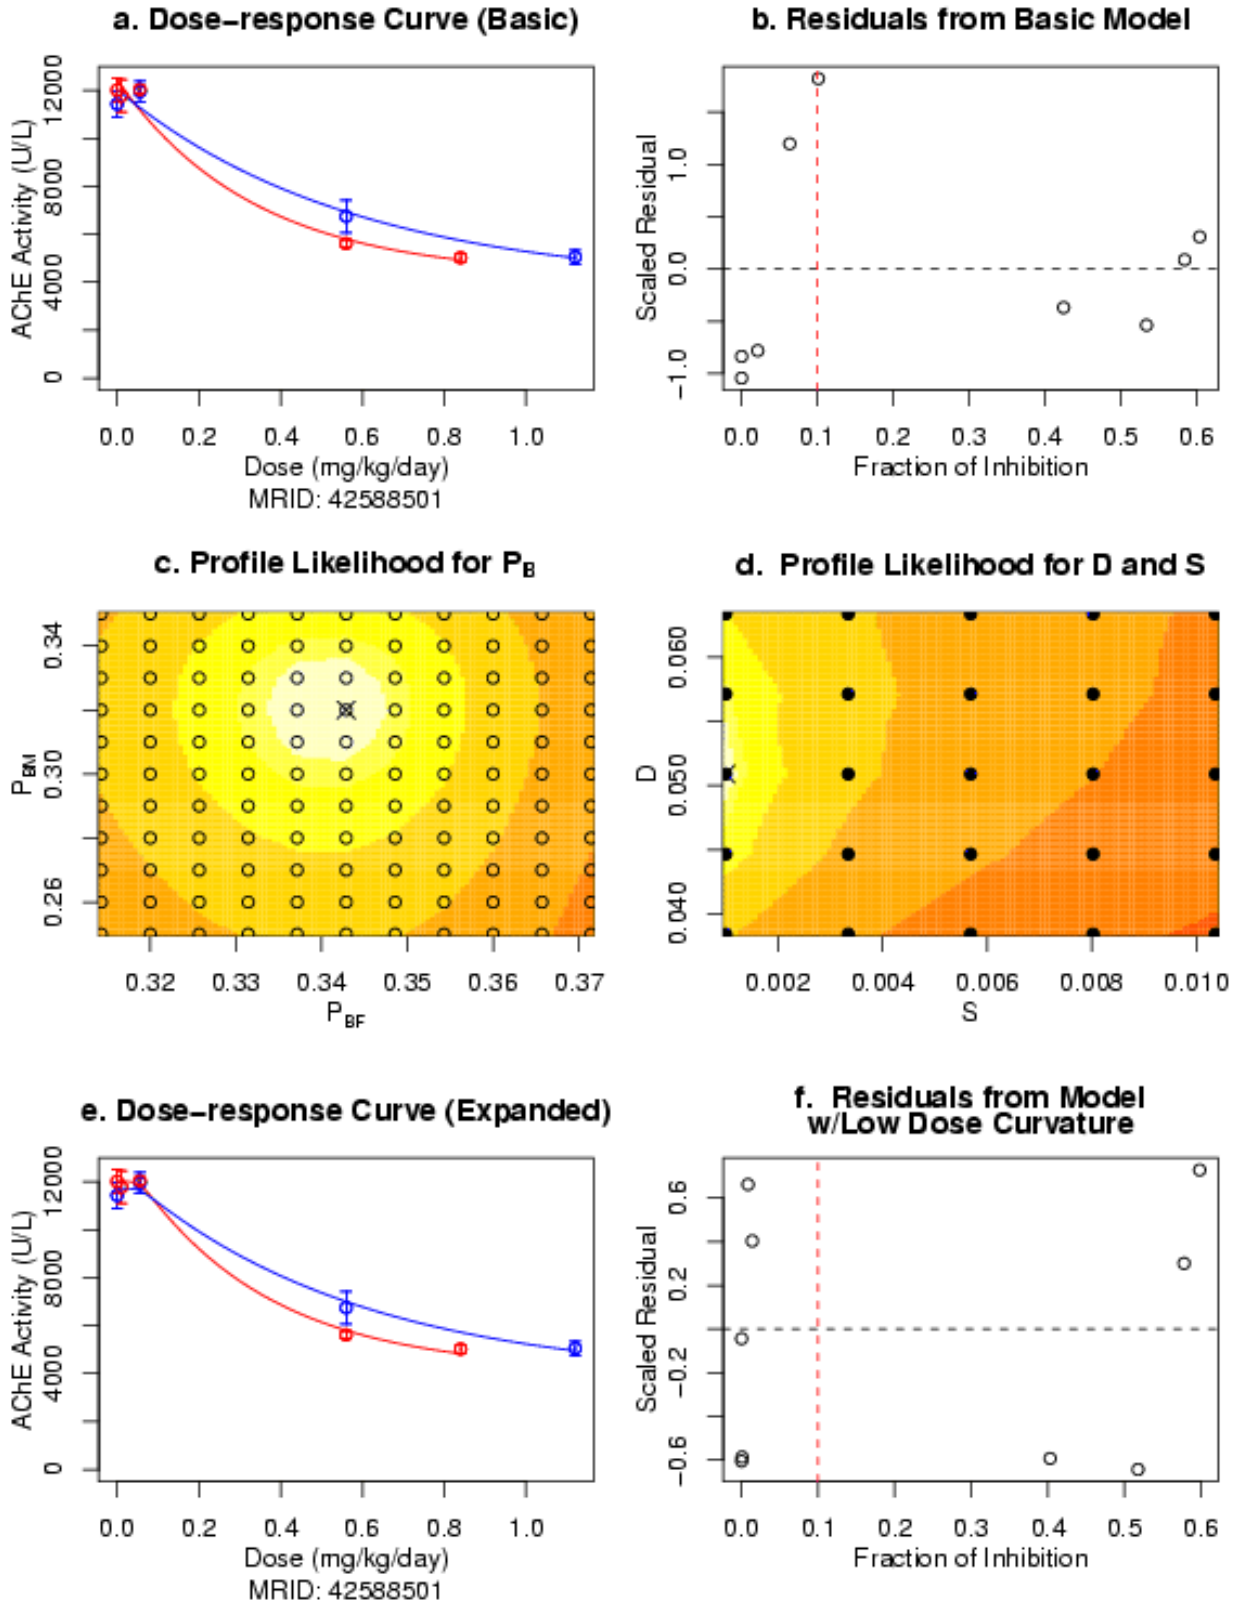 a. Dose-response Curve (Basic)
AChE Activity (U/L)
12000
8000
4000
0
0.0 0.2 0.4 0.6 0.8 1.0
Dose (mg/kg/day)
MRID: 42588501
b. Residuals from Basic Model
Scaled Residual
1.0
0.0
-1.0
0.0 0.1 0.2 0.3 0.4 0.5 0.6
Fraction of Inhibition
c. Profile Likelihood for PB
PBM
0.34
0.30
0.26
0.32 0.33 0.34 0.35 0.36 0.37
PBF
d. Profile Likelihood for D and S
D
0.060
0.050
0.040
0.002 0.004 0.006 0.008 0.010
S
e. Dose-response Curve (Expanded)
AChE Activity (U/L)
12000
8000
4000
0
0.0 0.2 0.4 0.6 0.8 1.0
Dose (mg/kg/day)
MRID: 42588501
f. Residuals from Model
w/Low Dose Curvature
Scaled Residual
0.6
0.2
-0.2
-0.6
0.0 0.1 0.2 0.3 0.4 0.5 0.6
Fraction of Inhibition